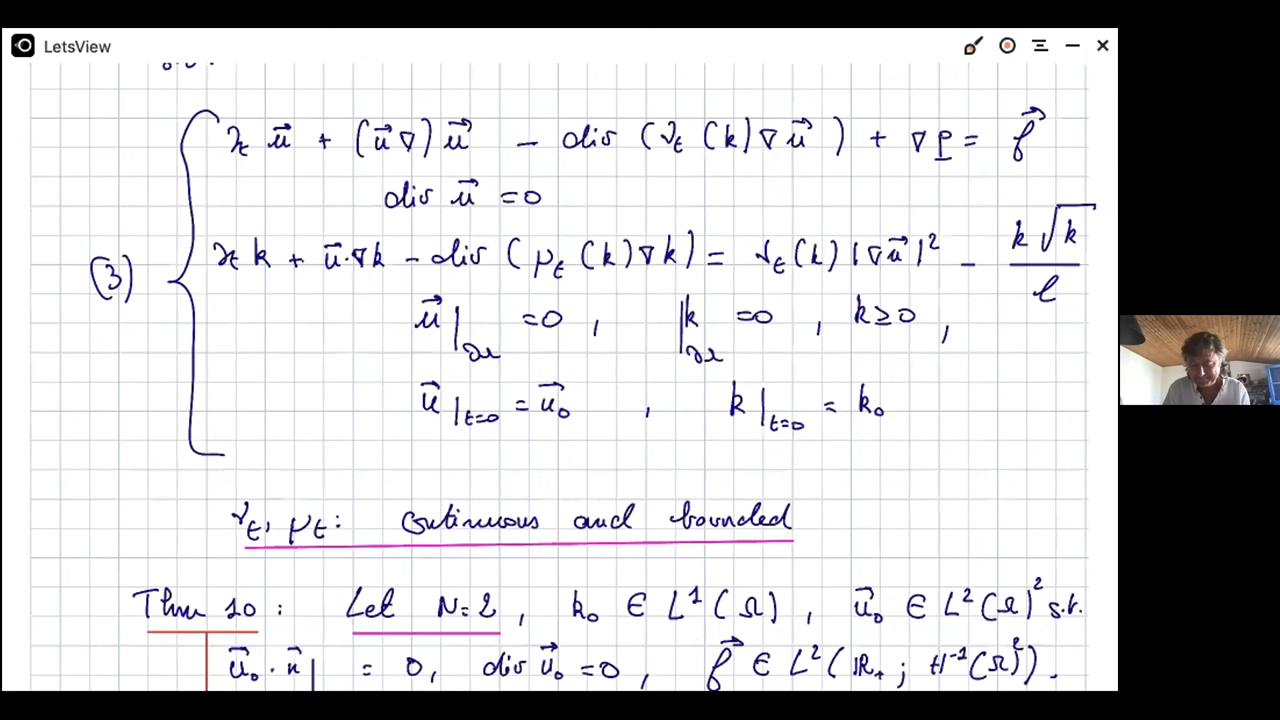 LetsView
s.t.
∂t u⃗ + (u⃗∇) u⃗ − div (νt (k) ∇u⃗ ) + ∇p = f⃗
div u⃗ = 0
(3) ∂t k + u⃗·∇k − div ( μt (k) ∇k) = νt (k) |∇u⃗|² − k√k / ℓ
u⃗|∂Ω = 0 , k|∂Ω = 0 , k ≥ 0 ,
u⃗|t=0 = u⃗0 , k|t=0 = k0
νt, μt : continuous and bounded
Thm 10 : Let N=2 , k0 ∈ L¹(Ω) , u⃗0 ∈ L²(Ω)² s.t.
u⃗0 · n⃗| = 0, div u⃗0 = 0 , f⃗ ∈ L²(ℝ+ ; H⁻¹(Ω)²).